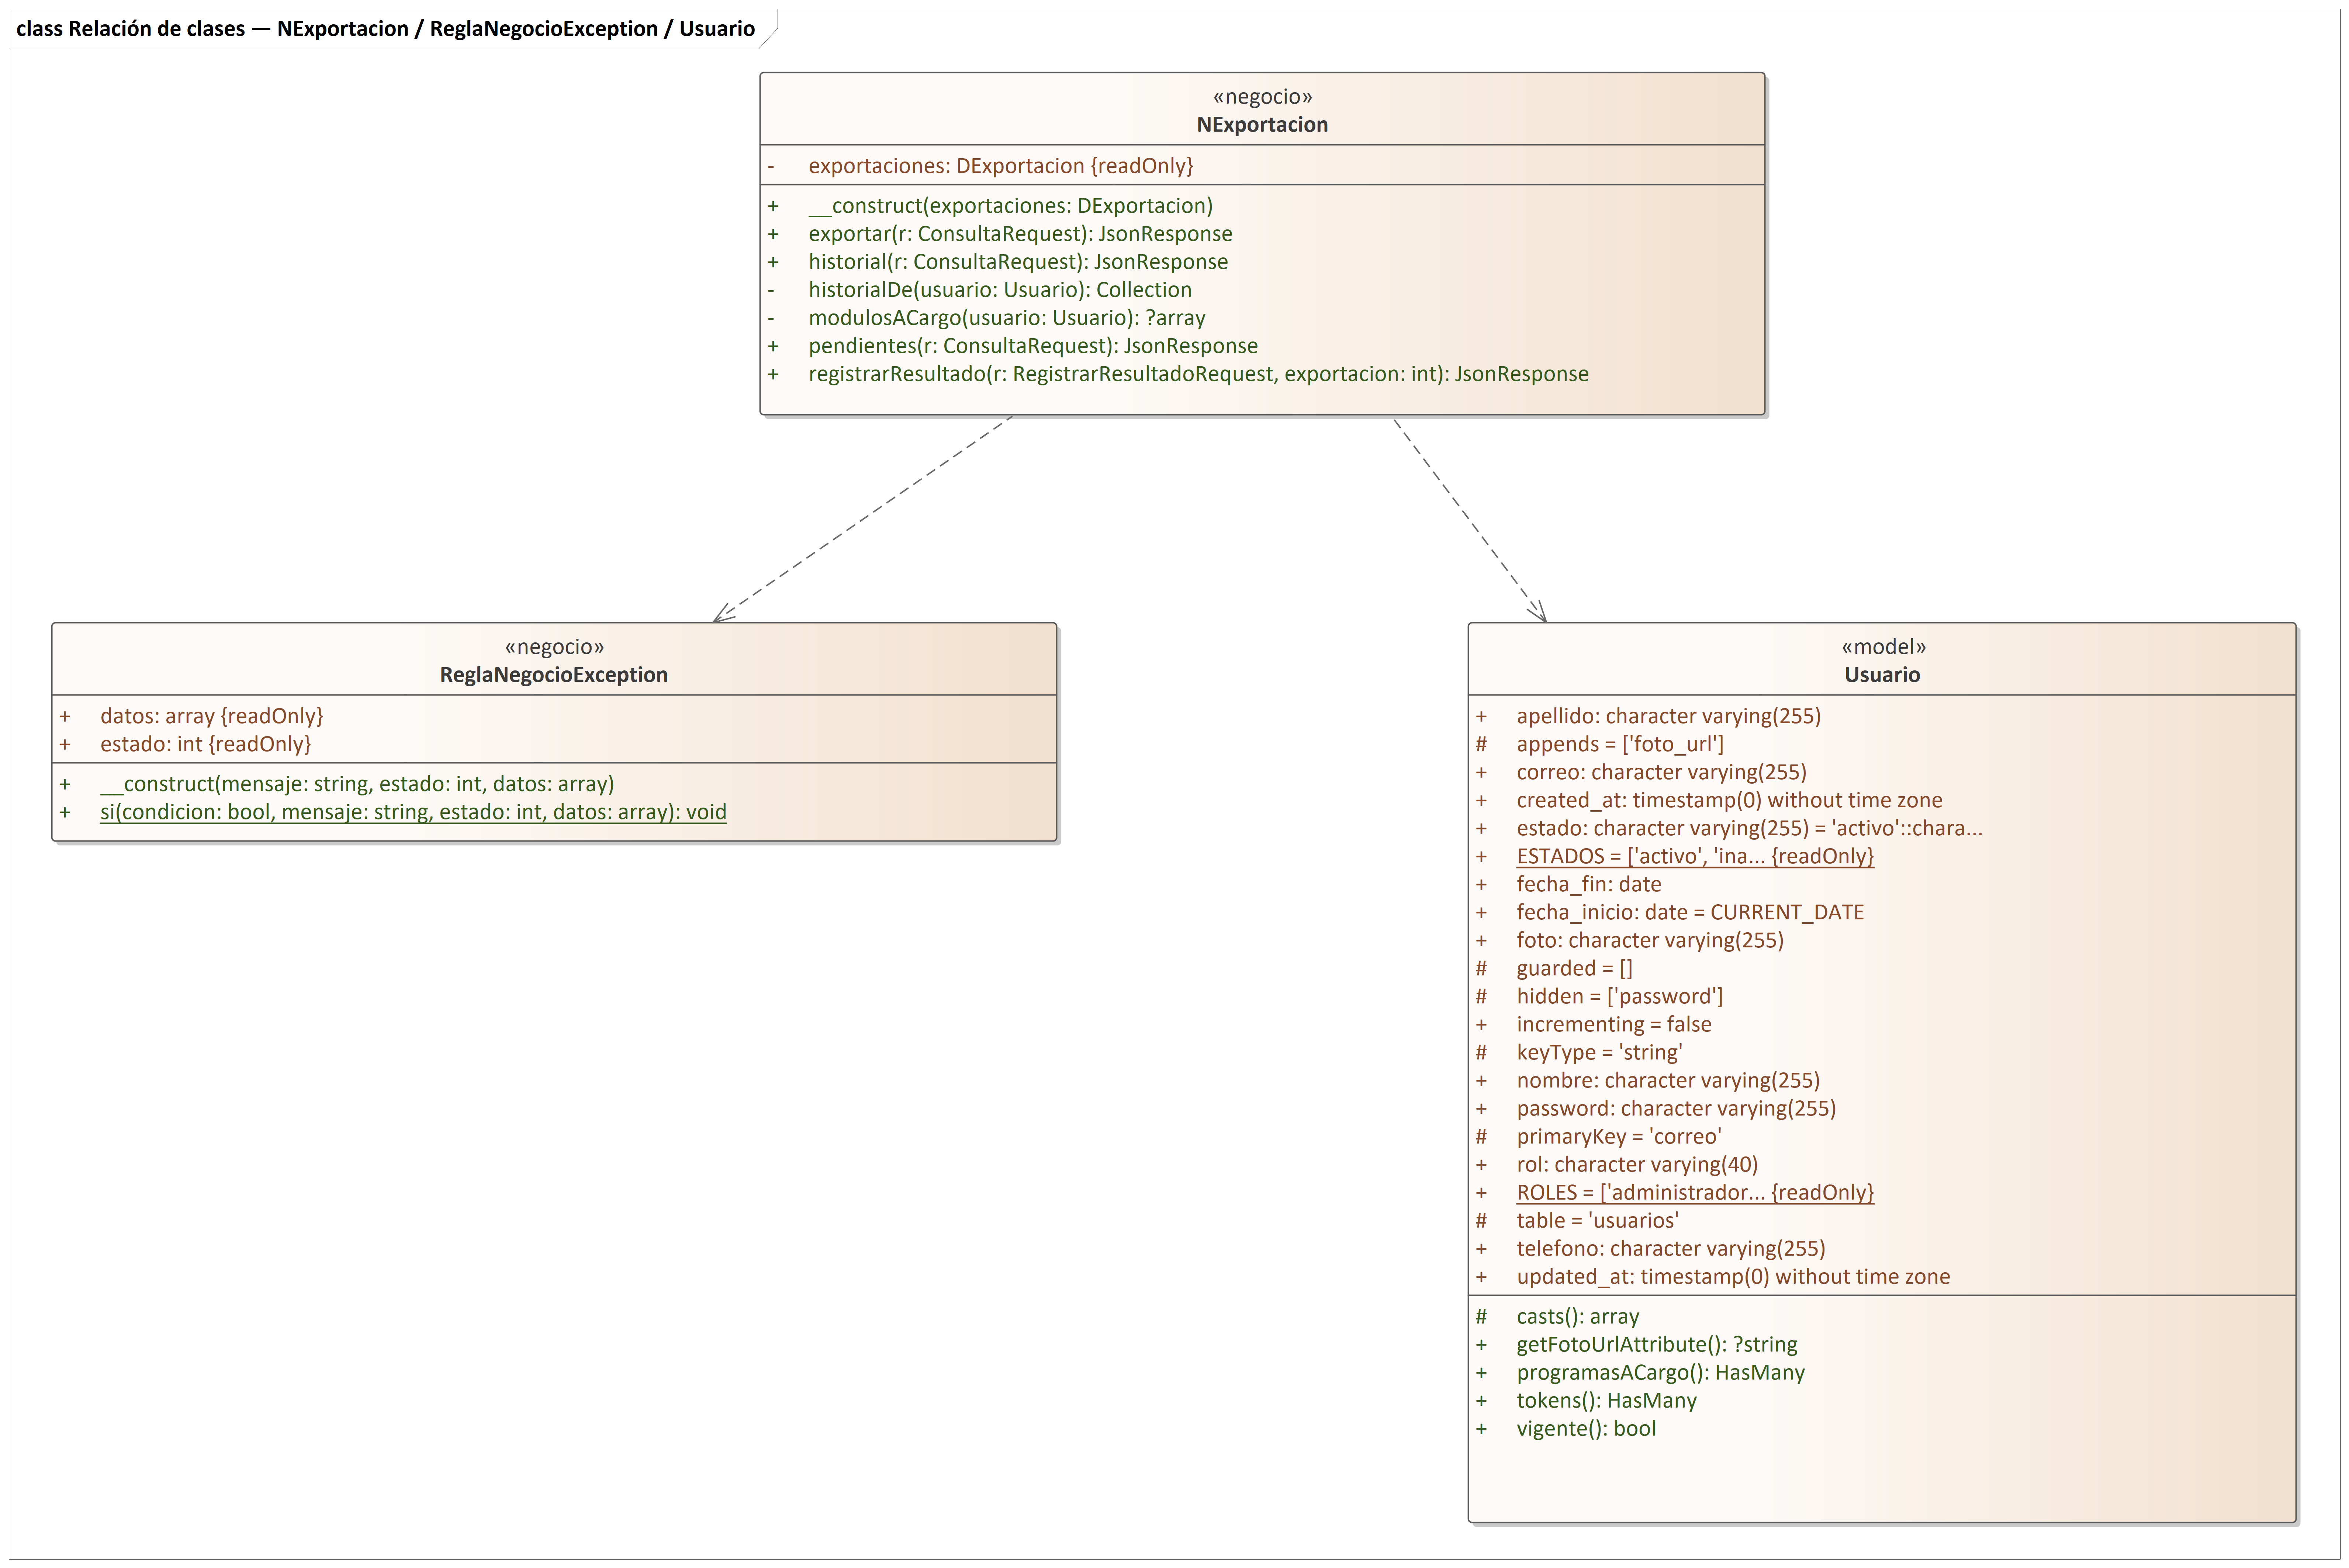 class Relación de clases — NExportacion / ReglaNegocioException / Usuario
«negocio»
NExportacion
- exportaciones: DExportacion {readOnly}
+ __construct(exportaciones: DExportacion)
+ exportar(r: ConsultaRequest): JsonResponse
+ historial(r: ConsultaRequest): JsonResponse
- historialDe(usuario: Usuario): Collection
- modulosACargo(usuario: Usuario): ?array
+ pendientes(r: ConsultaRequest): JsonResponse
+ registrarResultado(r: RegistrarResultadoRequest, exportacion: int): JsonResponse
«negocio»
ReglaNegocioException
+ datos: array {readOnly}
+ estado: int {readOnly}
+ __construct(mensaje: string, estado: int, datos: array)
+ si(condicion: bool, mensaje: string, estado: int, datos: array): void
«model»
Usuario
+ apellido: character varying(255)
# appends = ['foto_url']
+ correo: character varying(255)
+ created_at: timestamp(0) without time zone
+ estado: character varying(255) = 'activo'::chara...
+ ESTADOS = ['activo', 'ina... {readOnly}
+ fecha_fin: date
+ fecha_inicio: date = CURRENT_DATE
+ foto: character varying(255)
# guarded = []
# hidden = ['password']
+ incrementing = false
# keyType = 'string'
+ nombre: character varying(255)
+ password: character varying(255)
# primaryKey = 'correo'
+ rol: character varying(40)
+ ROLES = ['administrador... {readOnly}
# table = 'usuarios'
+ telefono: character varying(255)
+ updated_at: timestamp(0) without time zone
# casts(): array
+ getFotoUrlAttribute(): ?string
+ programasACargo(): HasMany
+ tokens(): HasMany
+ vigente(): bool